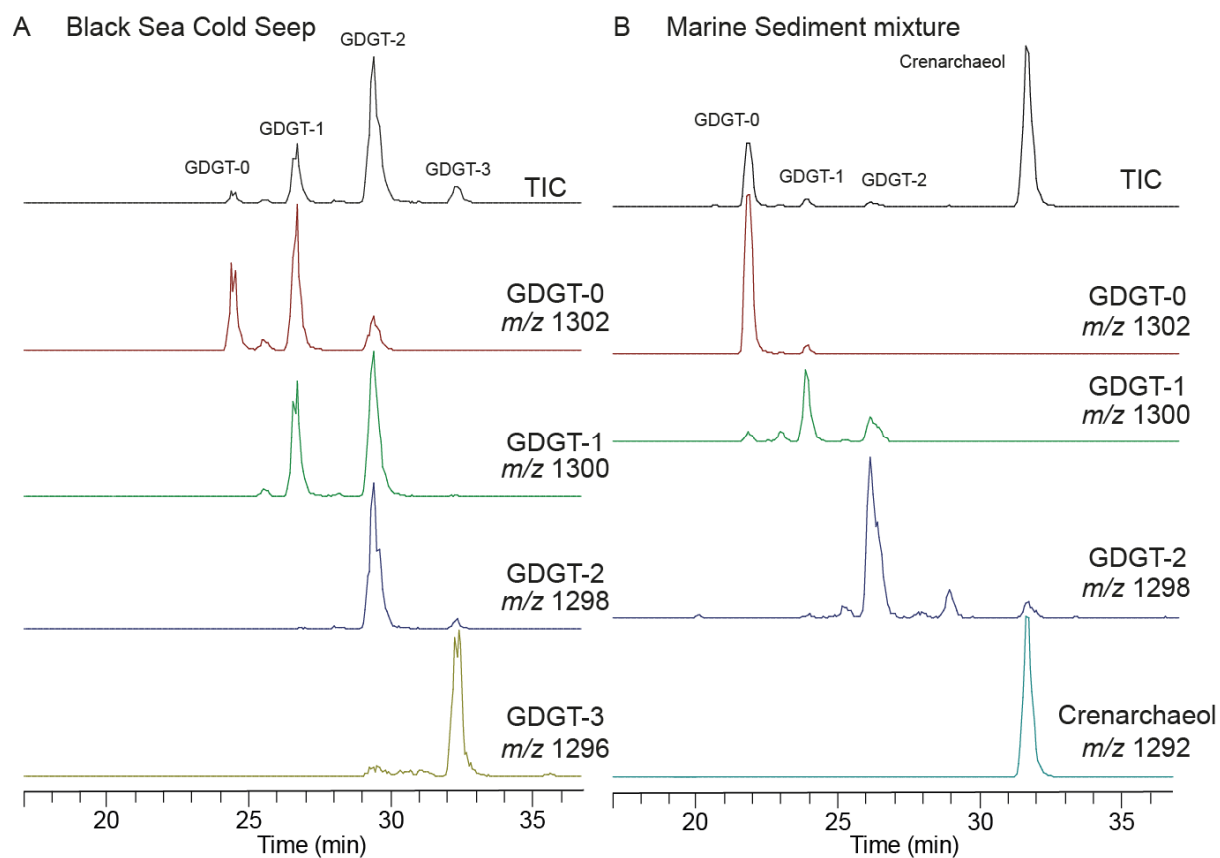 A Black Sea Cold Seep
GDGT-0
GDGT-1
GDGT-2
GDGT-3
TIC
GDGT-0
m/z 1302
GDGT-1
m/z 1300
GDGT-2
m/z 1298
GDGT-3
m/z 1296
20 25 30 35
Time (min)
B Marine Sediment mixture
GDGT-0
GDGT-1
GDGT-2
Crenarchaeol
TIC
GDGT-0
m/z 1302
GDGT-1
m/z 1300
GDGT-2
m/z 1298
Crenarchaeol
m/z 1292
20 25 30 35
Time (min)